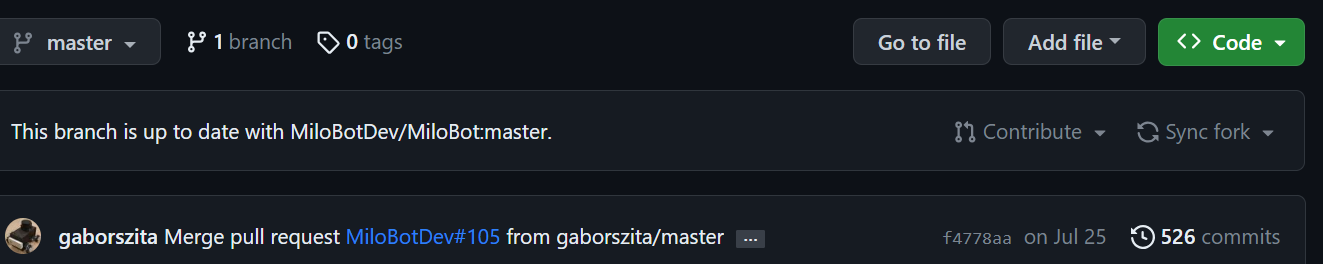 master 1 branch 0 tags Go to file Add file <> Code
This branch is up to date with MiloBotDev/MiloBot:master. Contribute Sync fork
gaborszita Merge pull request MiloBotDev#105 from gaborszita/master ... f4778aa on Jul 25 526 commits